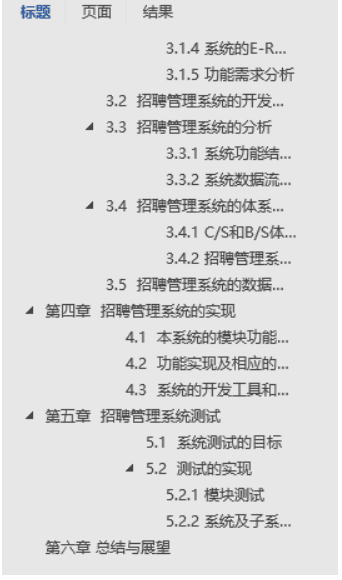 标题 页面 结果
3.1.4 系统的E-R...
3.1.5 功能需求分析
3.2 招聘管理系统的开发...
3.3 招聘管理系统的分析
3.3.1 系统功能结...
3.3.2 系统数据流...
3.4 招聘管理系统的体系...
3.4.1 C/S和B/S体...
3.4.2 招聘管理系...
3.5 招聘管理系统的数据...
第四章 招聘管理系统的实现
4.1 本系统的模块功能...
4.2 功能实现及相应的...
4.3 系统的开发工具和...
第五章 招聘管理系统测试
5.1 系统测试的目标
5.2 测试的实现
5.2.1 模块测试
5.2.2 系统及子系...
第六章 总结与展望